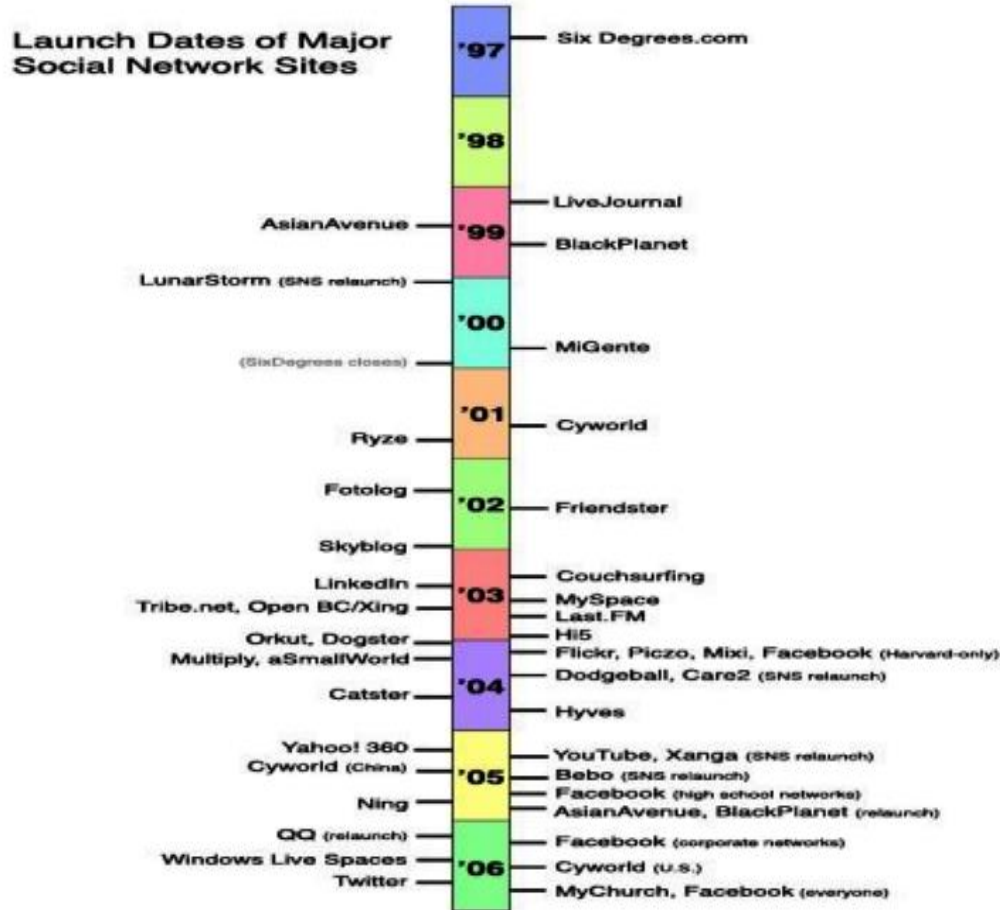 Launch Dates of Major
Social Network Sites
'97
Six Degrees.com
'98
LiveJournal
AsianAvenue
'99
BlackPlanet
LunarStorm (SNS relaunch)
'00
MiGente
(SixDegrees closes)
'01
Cyworld
Ryze
Fotolog
'02
Friendster
Skyblog
Couchsurfing
LinkedIn
'03
MySpace
Tribe.net, Open BC/Xing
Last.FM
Hi5
Orkut, Dogster
Flickr, Piczo, Mixi, Facebook (Harvard-only)
Multiply, aSmallWorld
Dodgeball, Care2 (SNS relaunch)
'04
Catster
Hyves
Yahoo! 360
YouTube, Xanga (SNS relaunch)
Cyworld (China)
'05
Bebo (SNS relaunch)
Facebook (high school networks)
Ning
AsianAvenue, BlackPlanet (relaunch)
QQ (relaunch)
Facebook (corporate networks)
Windows Live Spaces
'06
Cyworld (U.S.)
Twitter
MyChurch, Facebook (everyone)